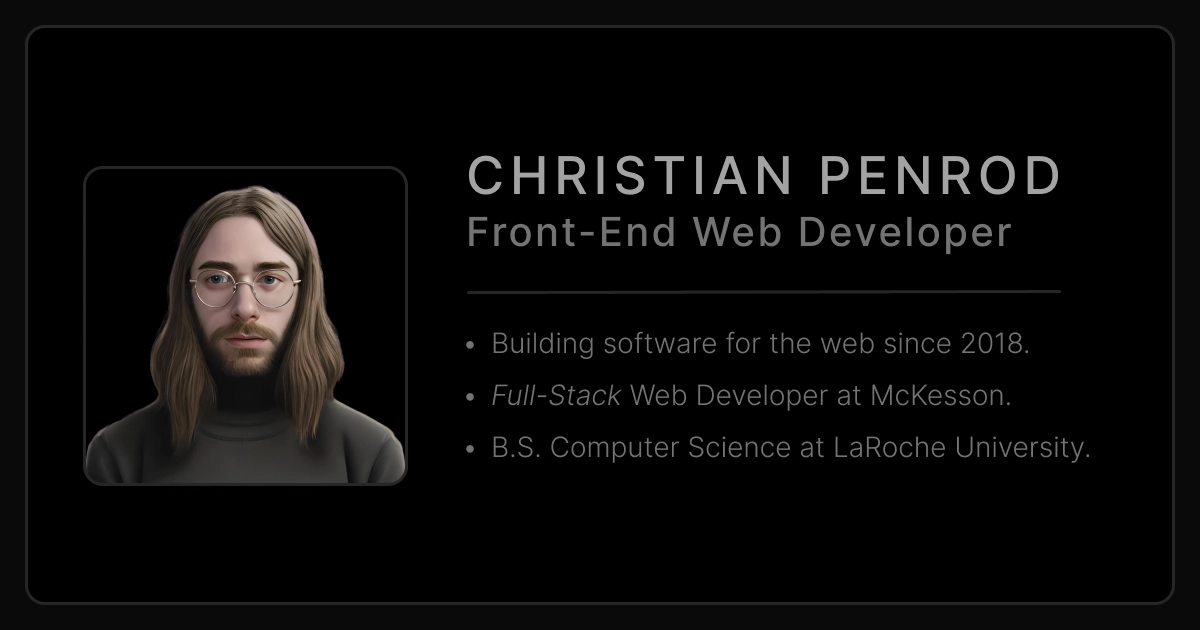 CHRISTIAN PENROD
Front-End Web Developer
• Building software for the web since 2018.
• Full-Stack Web Developer at McKesson.
• B.S. Computer Science at LaRoche University.